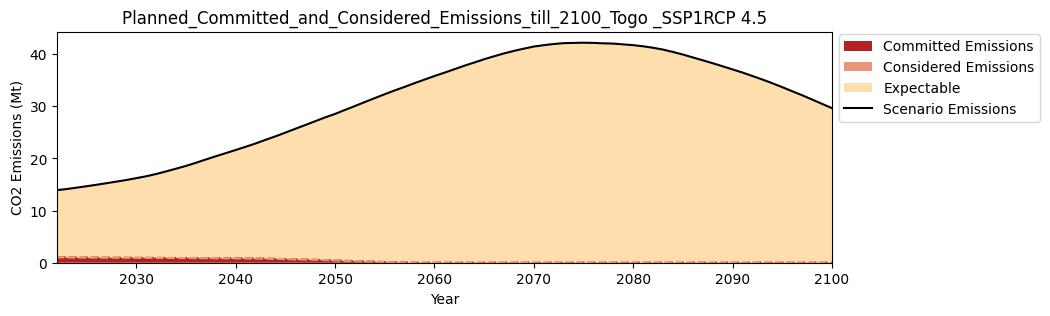 Planned_Committed_and_Considered_Emissions_till_2100_Togo _SSP1RCP 4.5
CO2 Emissions (Mt)
40
30
20
10
0
2030 2040 2050 2060 2070 2080 2090 2100
Year
Committed Emissions
Considered Emissions
Expectable
Scenario Emissions